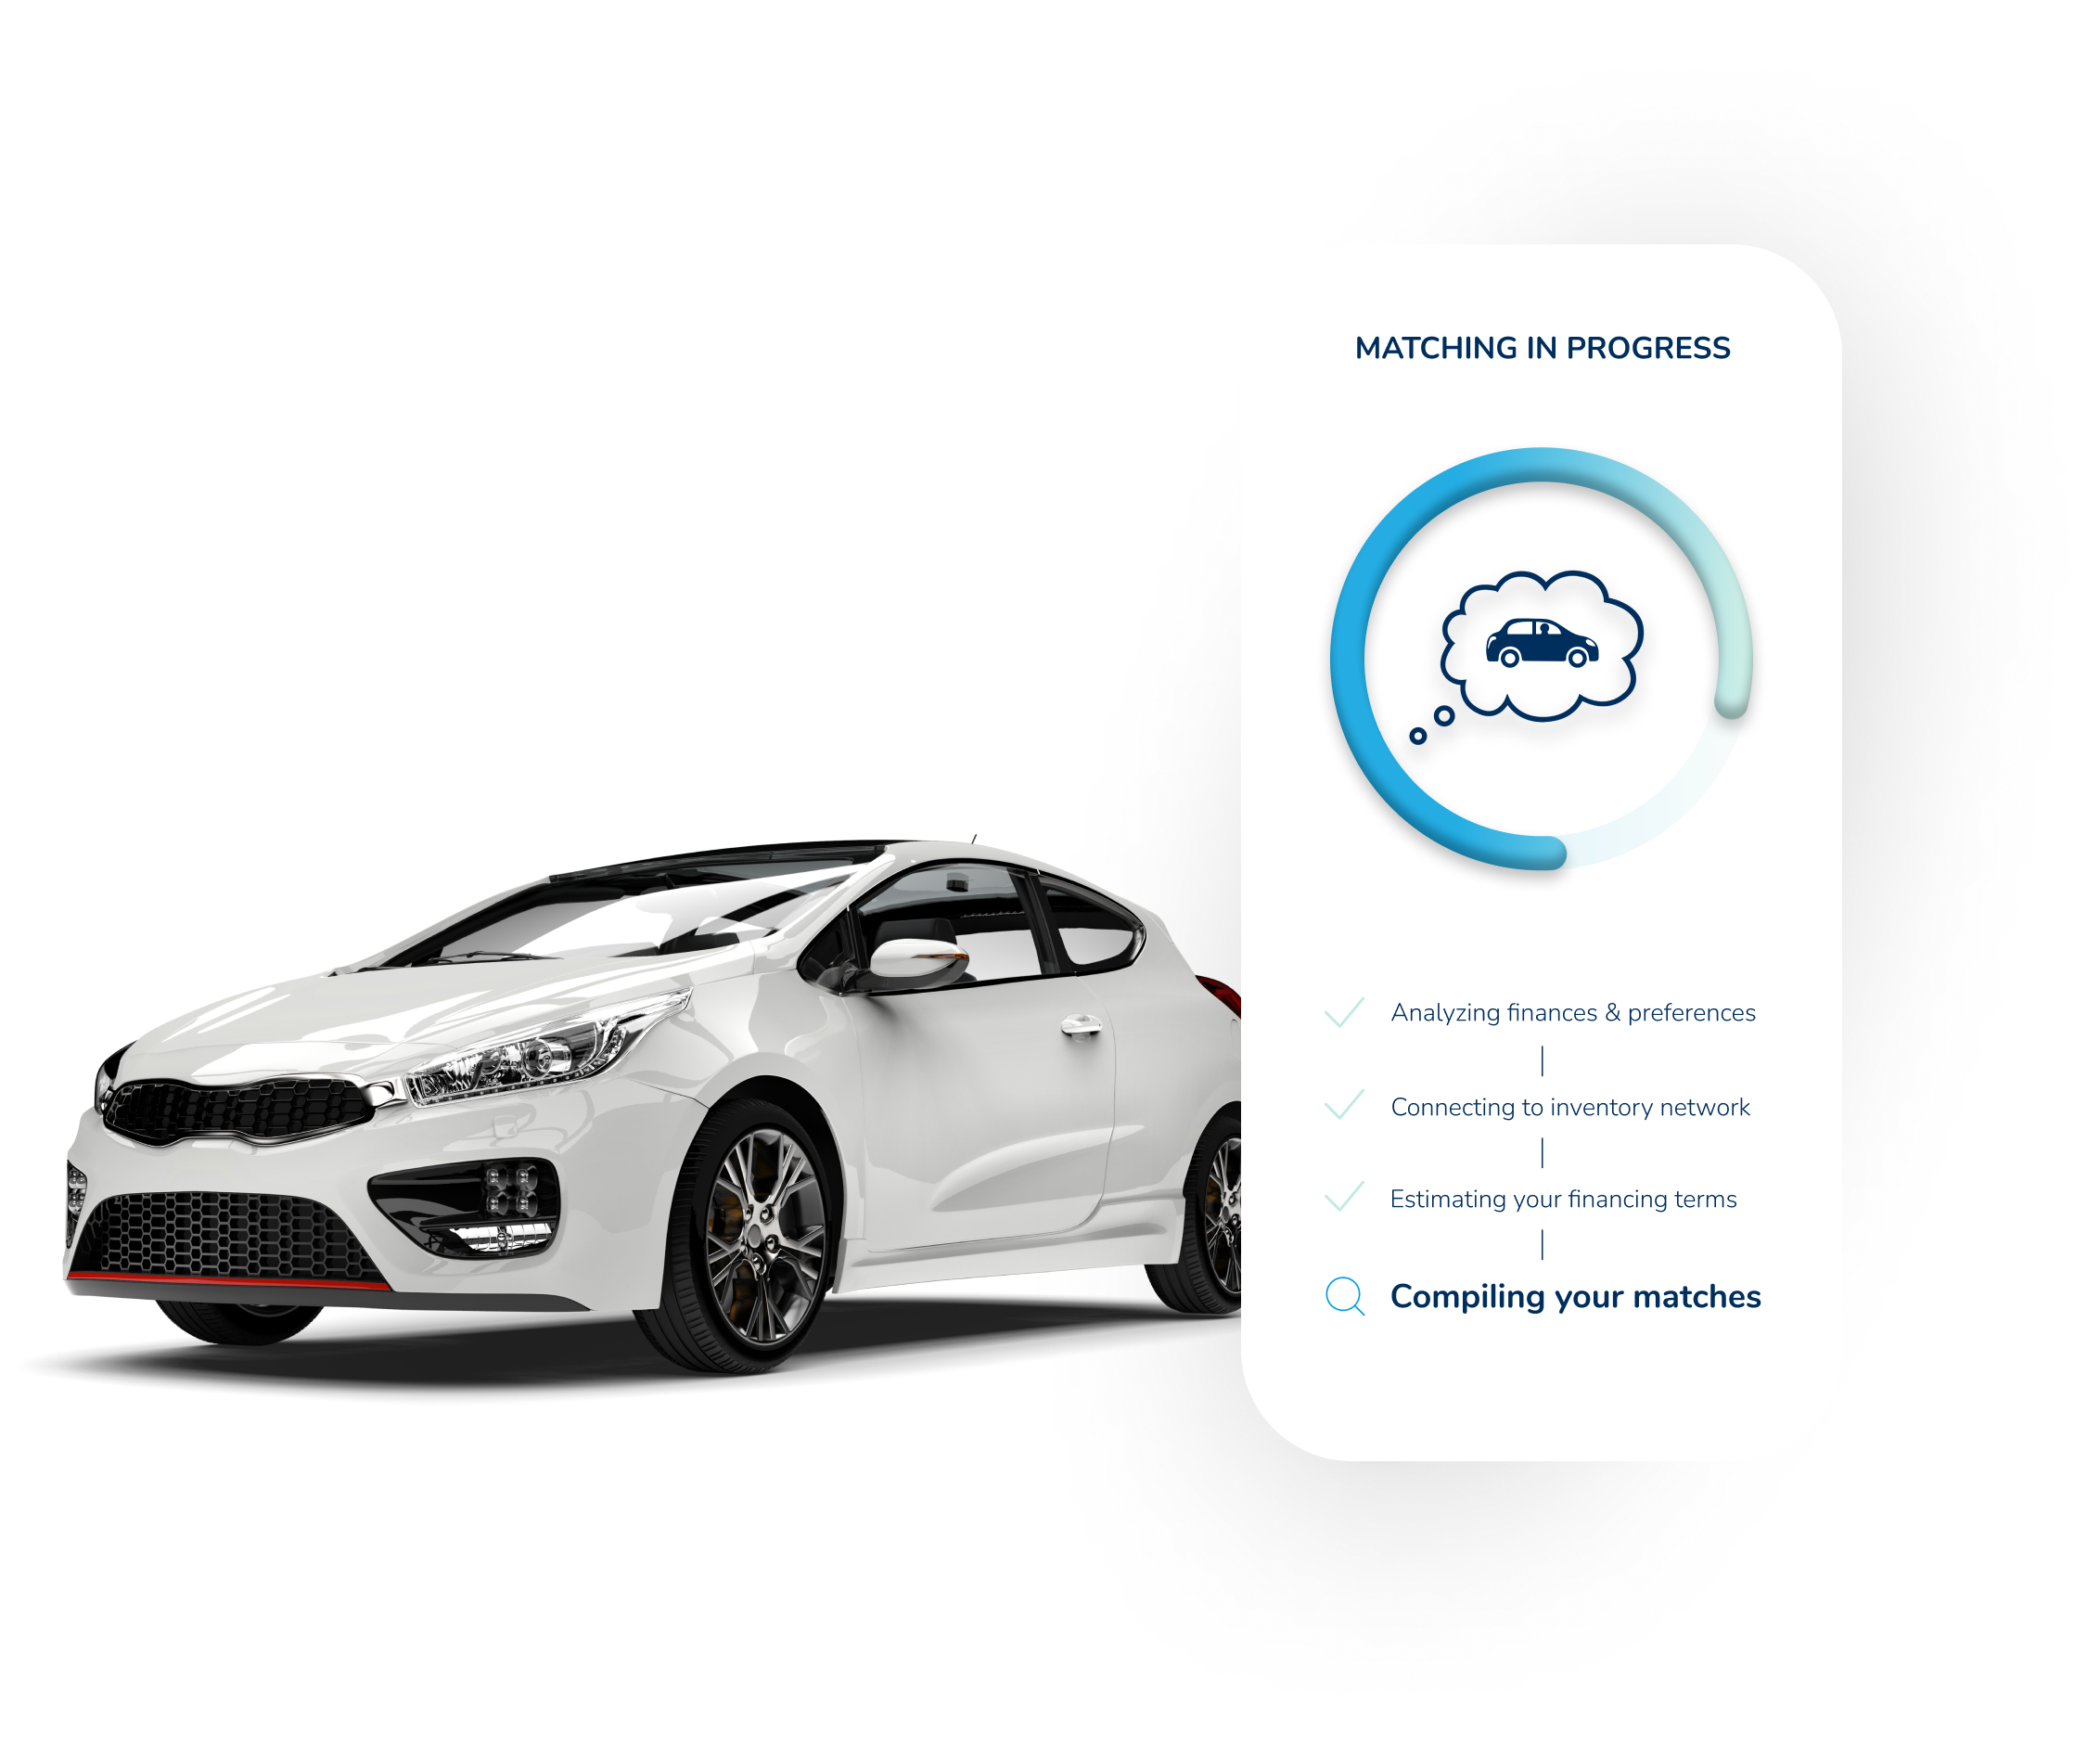 MATCHING IN PROGRESS
Analyzing finances & preferences
Connecting to inventory network
Estimating your financing terms
Compiling your matches